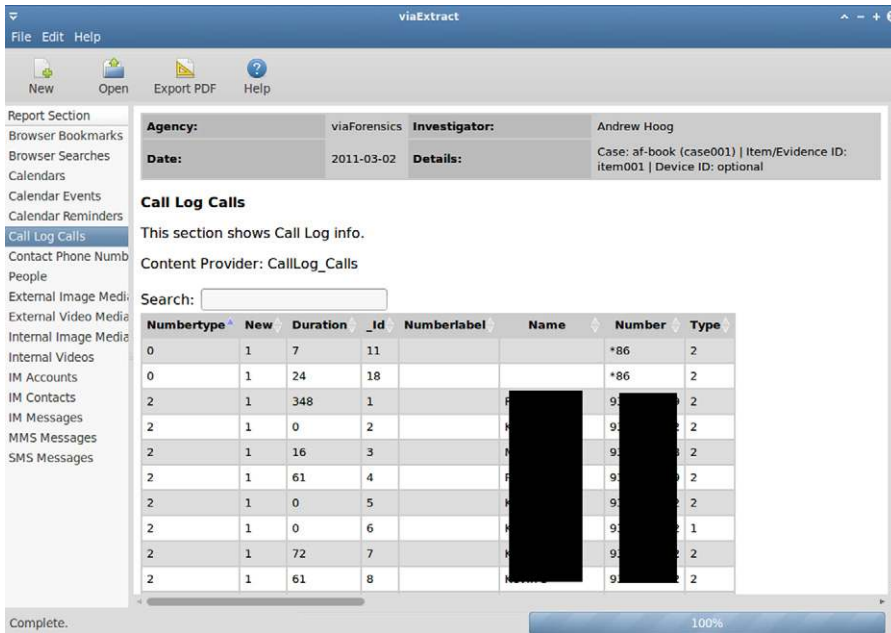 viaExtract
File Edit Help
New Open Export PDF Help
Report Section
Browser Bookmarks
Browser Searches
Calendars
Calendar Events
Calendar Reminders
Call Log Calls
Contact Phone Numb
People
External Image Media
External Video Media
Internal Image Media
Internal Videos
IM Accounts
IM Contacts
IM Messages
MMS Messages
SMS Messages
Agency: viaForensics Investigator: Andrew Hoog
Date: 2011-03-02 Details: Case: af-book (case001) | Item/Evidence ID: item001 | Device ID: optional
Call Log Calls
This section shows Call Log info.
Content Provider: CallLog_Calls
Search:
Numbertype New Duration _Id Numberlabel Name Number Type
0 1 7 11 *86 2
0 1 24 18 *86 2
2 1 348 1 2
2 1 0 2 2
2 1 16 3 2
2 1 61 4 2
2 1 0 5 2
2 1 0 6 1
2 1 72 7 2
2 1 61 8 2
Complete. 100%